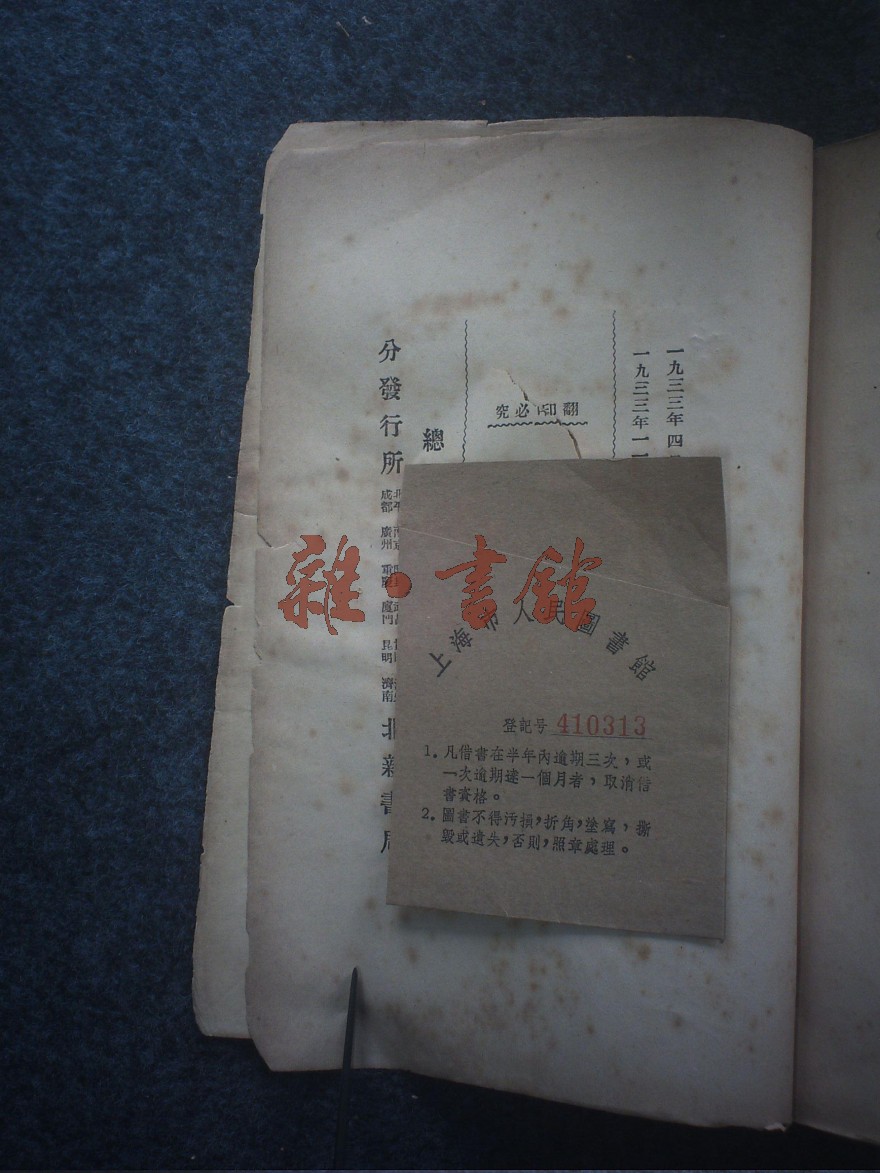 一九三三年四
一九三三年一
翻印必究
總
分發行所
成都 廣州 重慶 廈門 昆明 濟南
北新書局
雜·書館
上海市人民圖書館
登記号 410313
1. 凡借書在半年內逾期三次，或
一次逾期達一個月者，取消借
書資格。
2. 圖書不得汚損，折角，塗寫，撕
毀或遺失，否則，照章處理。